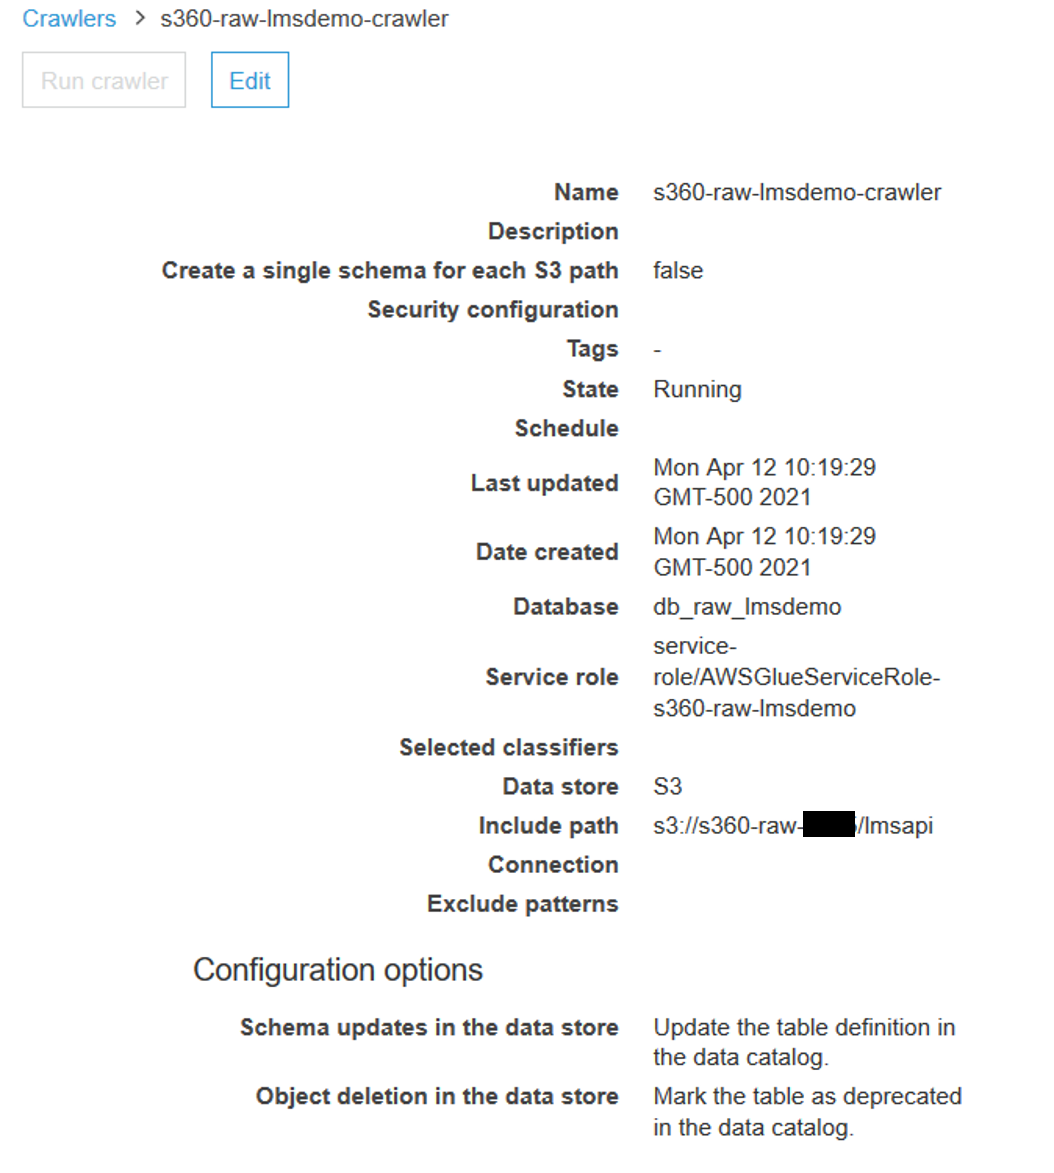 Crawlers > s360-raw-lmsdemo-crawler
Run crawler Edit
Name s360-raw-lmsdemo-crawler
Description
Create a single schema for each S3 path false
Security configuration
Tags -
State Running
Schedule
Last updated Mon Apr 12 10:19:29
GMT-500 2021
Date created Mon Apr 12 10:19:29
GMT-500 2021
Database db_raw_lmsdemo
Service role service-
role/AWSGlueServiceRole-
s360-raw-lmsdemo
Selected classifiers
Data store S3
Include path s3://s360-raw- /lmsapi
Connection
Exclude patterns
Configuration options
Schema updates in the data store Update the table definition in
the data catalog.
Object deletion in the data store Mark the table as deprecated
in the data catalog.